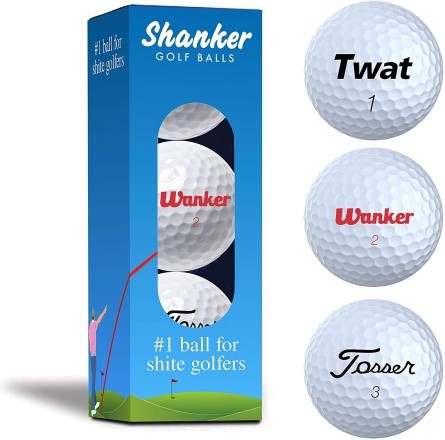 Shanker
GOLF BALLS
#1 ball for
shite golfers
Wanker
2
Tosser
#1 ball for
shite golfers
Twat
1
Wanker
2
Tosser
3